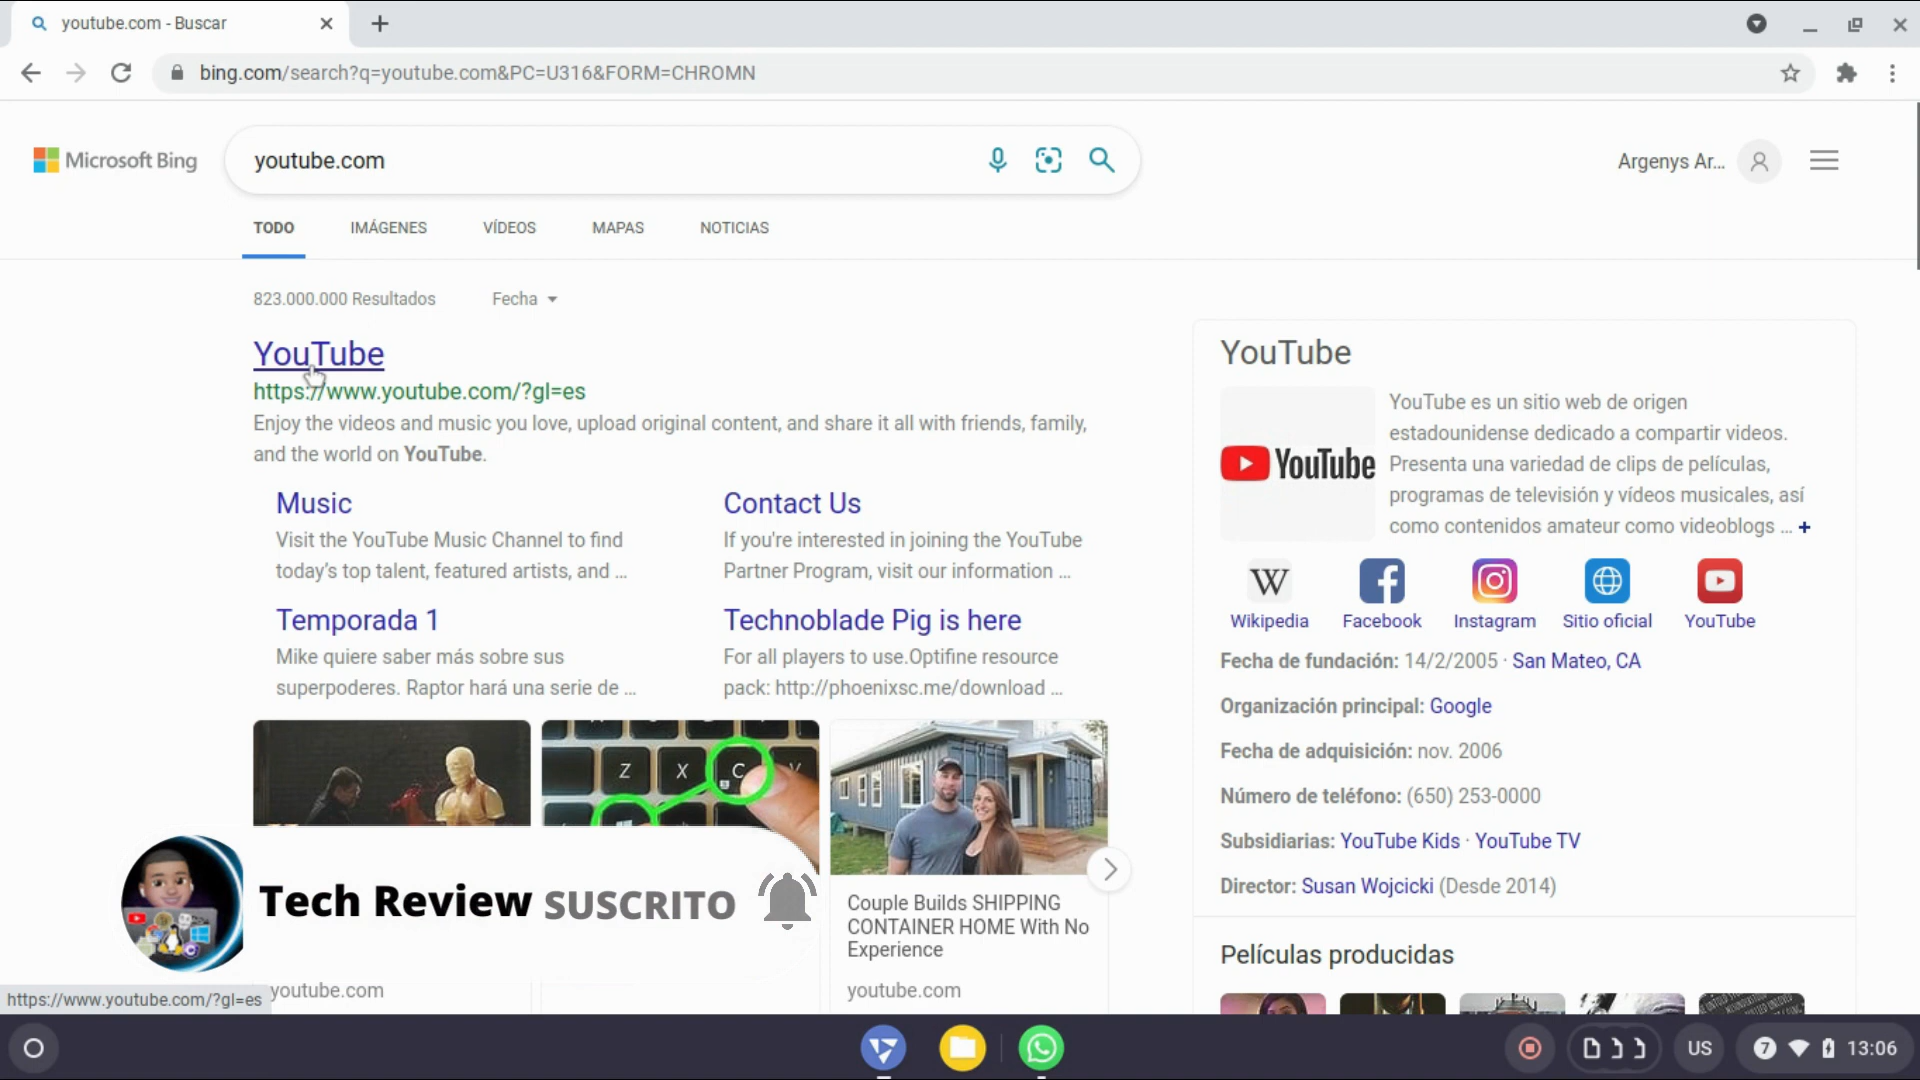 youtube.com - Buscar
bing.com/search?q=youtube.com&PC=U316&FORM=CHROMN
Microsoft Bing
youtube.com
Argenys Ar...
TODO
IMÁGENES
VÍDEOS
MAPAS
NOTICIAS
823.000.000 Resultados
Fecha
YouTube
https://www.youtube.com/?gl=es
Enjoy the videos and music you love, upload original content, and share it all with friends, family,
and the world on YouTube.
Music
Visit the YouTube Music Channel to find
today's top talent, featured artists, and ...
Contact Us
If you're interested in joining the YouTube
Partner Program, visit our information ...
Temporada 1
Mike quiere saber más sobre sus
superpoderes. Raptor hará una serie de ...
Technoblade Pig is here
For all players to use.Optifine resource
pack: http://phoenixsc.me/download ...
Z
X
C
V
Couple Builds SHIPPING
CONTAINER HOME With No
Experience
youtube.com
youtube.com
Tech Review SUSCRITO
https://www.youtube.com/?gl=es
YouTube
YouTube
YouTube es un sitio web de origen
estadounidense dedicado a compartir videos.
Presenta una variedad de clips de películas,
programas de televisión y vídeos musicales, así
como contenidos amateur como videoblogs ... +
W
Wikipedia
Facebook
Instagram
Sitio oficial
YouTube
Fecha de fundación: 14/2/2005 · San Mateo, CA
Organización principal: Google
Fecha de adquisición: nov. 2006
Número de teléfono: (650) 253-0000
Subsidiarias: YouTube Kids · YouTube TV
Director: Susan Wojcicki (Desde 2014)
Películas producidas
US
7
13:06